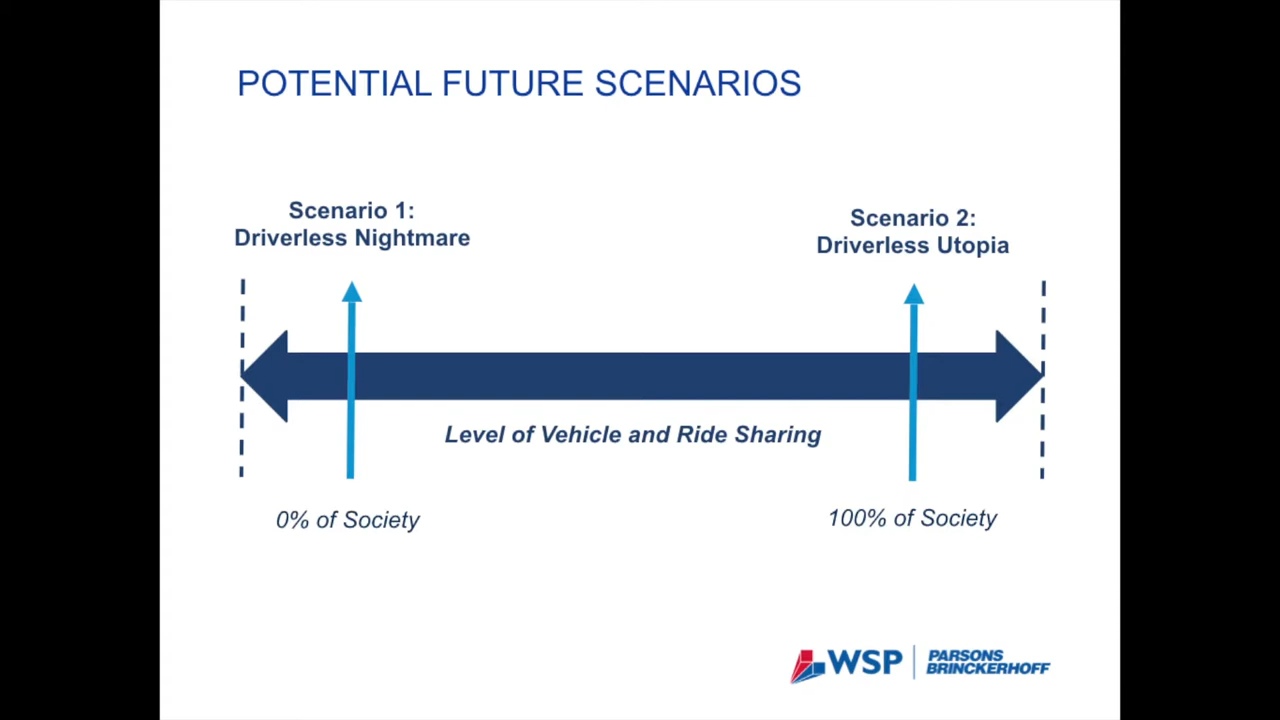 POTENTIAL FUTURE SCENARIOS
Scenario 1:
Driverless Nightmare
Scenario 2:
Driverless Utopia
Level of Vehicle and Ride Sharing
0% of Society
100% of Society
WSP
PARSONS
BRINCKERHOFF